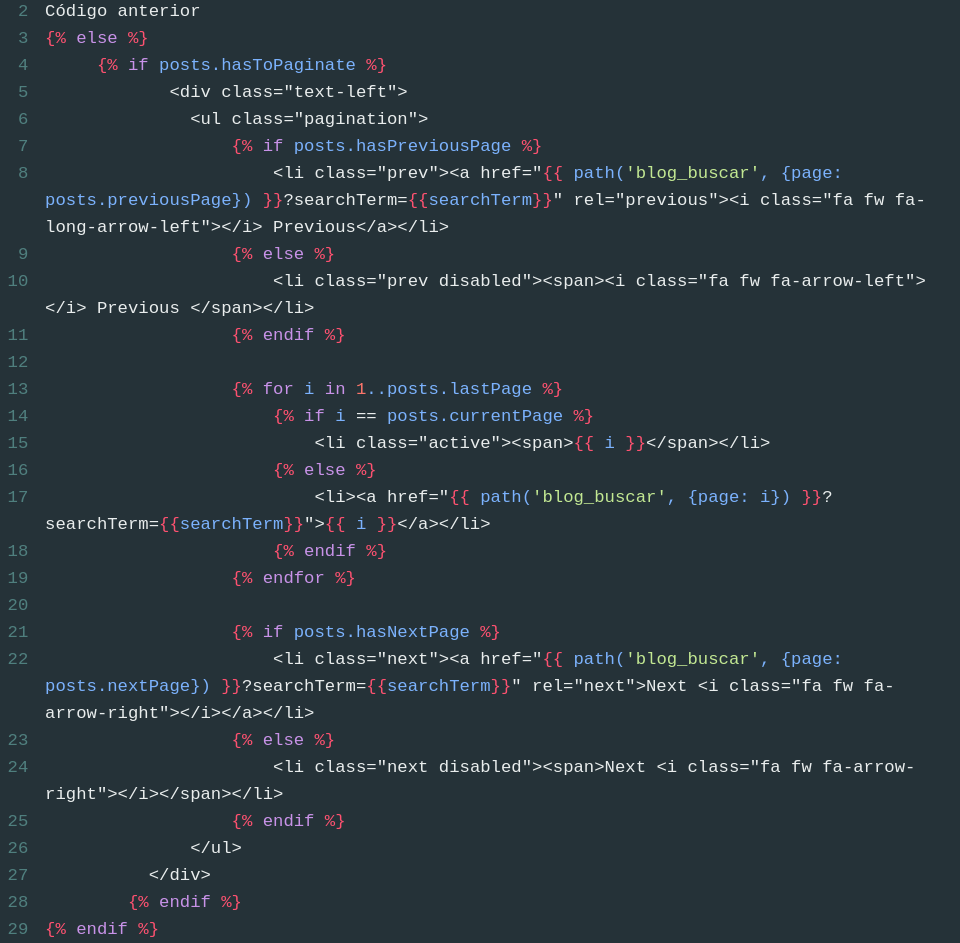 2 Código anterior
3 {% else %}
4 {% if posts.hasToPaginate %}
5 <div class="text-left">
6 <ul class="pagination">
7 {% if posts.hasPreviousPage %}
8 <li class="prev"><a href="{{ path('blog_buscar', {page:
posts.previousPage}) }}?searchTerm={{searchTerm}}" rel="previous"><i class="fa fw fa-
long-arrow-left"></i> Previous</a></li>
9 {% else %}
10 <li class="prev disabled"><span><i class="fa fw fa-arrow-left">
</i> Previous </span></li>
11 {% endif %}
12
13 {% for i in 1..posts.lastPage %}
14 {% if i == posts.currentPage %}
15 <li class="active"><span>{{ i }}</span></li>
16 {% else %}
17 <li><a href="{{ path('blog_buscar', {page: i}) }}?
searchTerm={{searchTerm}}">{{ i }}</a></li>
18 {% endif %}
19 {% endfor %}
20
21 {% if posts.hasNextPage %}
22 <li class="next"><a href="{{ path('blog_buscar', {page:
posts.nextPage}) }}?searchTerm={{searchTerm}}" rel="next">Next <i class="fa fw fa-
arrow-right"></i></a></li>
23 {% else %}
24 <li class="next disabled"><span>Next <i class="fa fw fa-arrow-
right"></i></span></li>
25 {% endif %}
26 </ul>
27 </div>
28 {% endif %}
29 {% endif %}